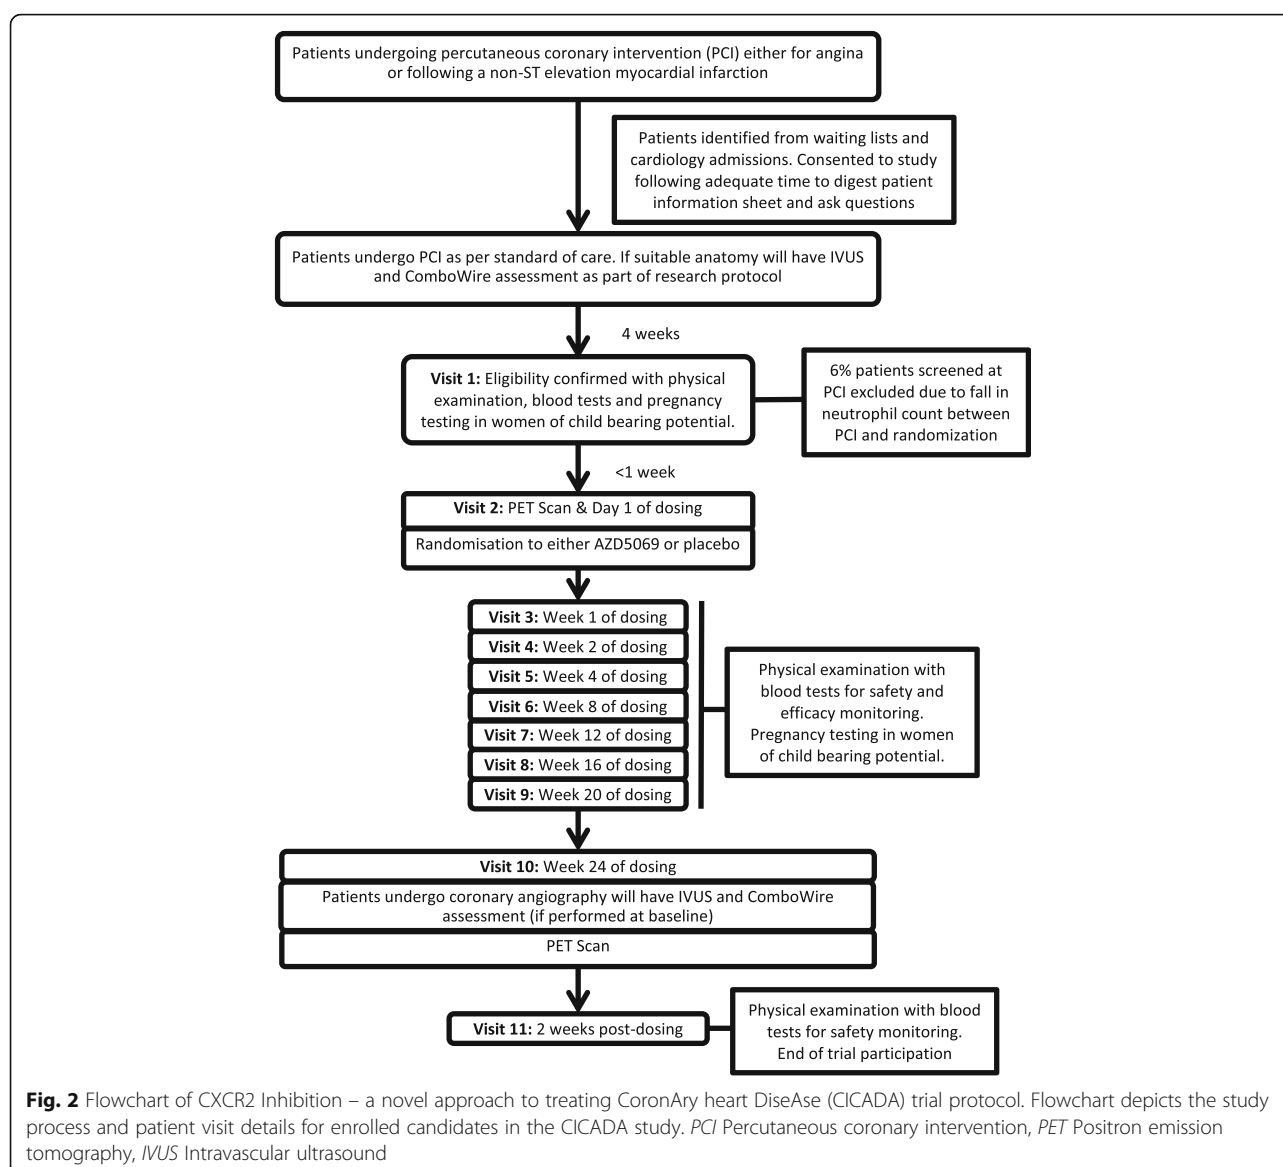 Patients undergoing percutaneous coronary intervention (PCI) either for angina
or following a non-ST elevation myocardial infarction
Patients identified from waiting lists and
cardiology admissions. Consented to study
following adequate time to digest patient
information sheet and ask questions
Patients undergo PCI as per standard of care. If suitable anatomy will have IVUS
and ComboWire assessment as part of research protocol
4 weeks
Visit 1: Eligibility confirmed with physical
examination, blood tests and pregnancy
testing in women of child bearing potential.
6% patients screened at
PCI excluded due to fall in
neutrophil count between
PCI and randomization
<1 week
Visit 2: PET Scan & Day 1 of dosing
Randomisation to either AZD5069 or placebo
Visit 3: Week 1 of dosing
Visit 4: Week 2 of dosing
Visit 5: Week 4 of dosing
Visit 6: Week 8 of dosing
Visit 7: Week 12 of dosing
Visit 8: Week 16 of dosing
Visit 9: Week 20 of dosing
Physical examination with
blood tests for safety and
efficacy monitoring.
Pregnancy testing in women
of child bearing potential.
Visit 10: Week 24 of dosing
Patients undergo coronary angiography will have IVUS and ComboWire
assessment (if performed at baseline)
PET Scan
Visit 11: 2 weeks post-dosing
Physical examination with blood
tests for safety monitoring.
End of trial participation
Fig. 2 Flowchart of CXCR2 Inhibition – a novel approach to treating CoronAry heart DiseAse (CICADA) trial protocol. Flowchart depicts the study
process and patient visit details for enrolled candidates in the CICADA study. PCI Percutaneous coronary intervention, PET Positron emission
tomography, IVUS Intravascular ultrasound